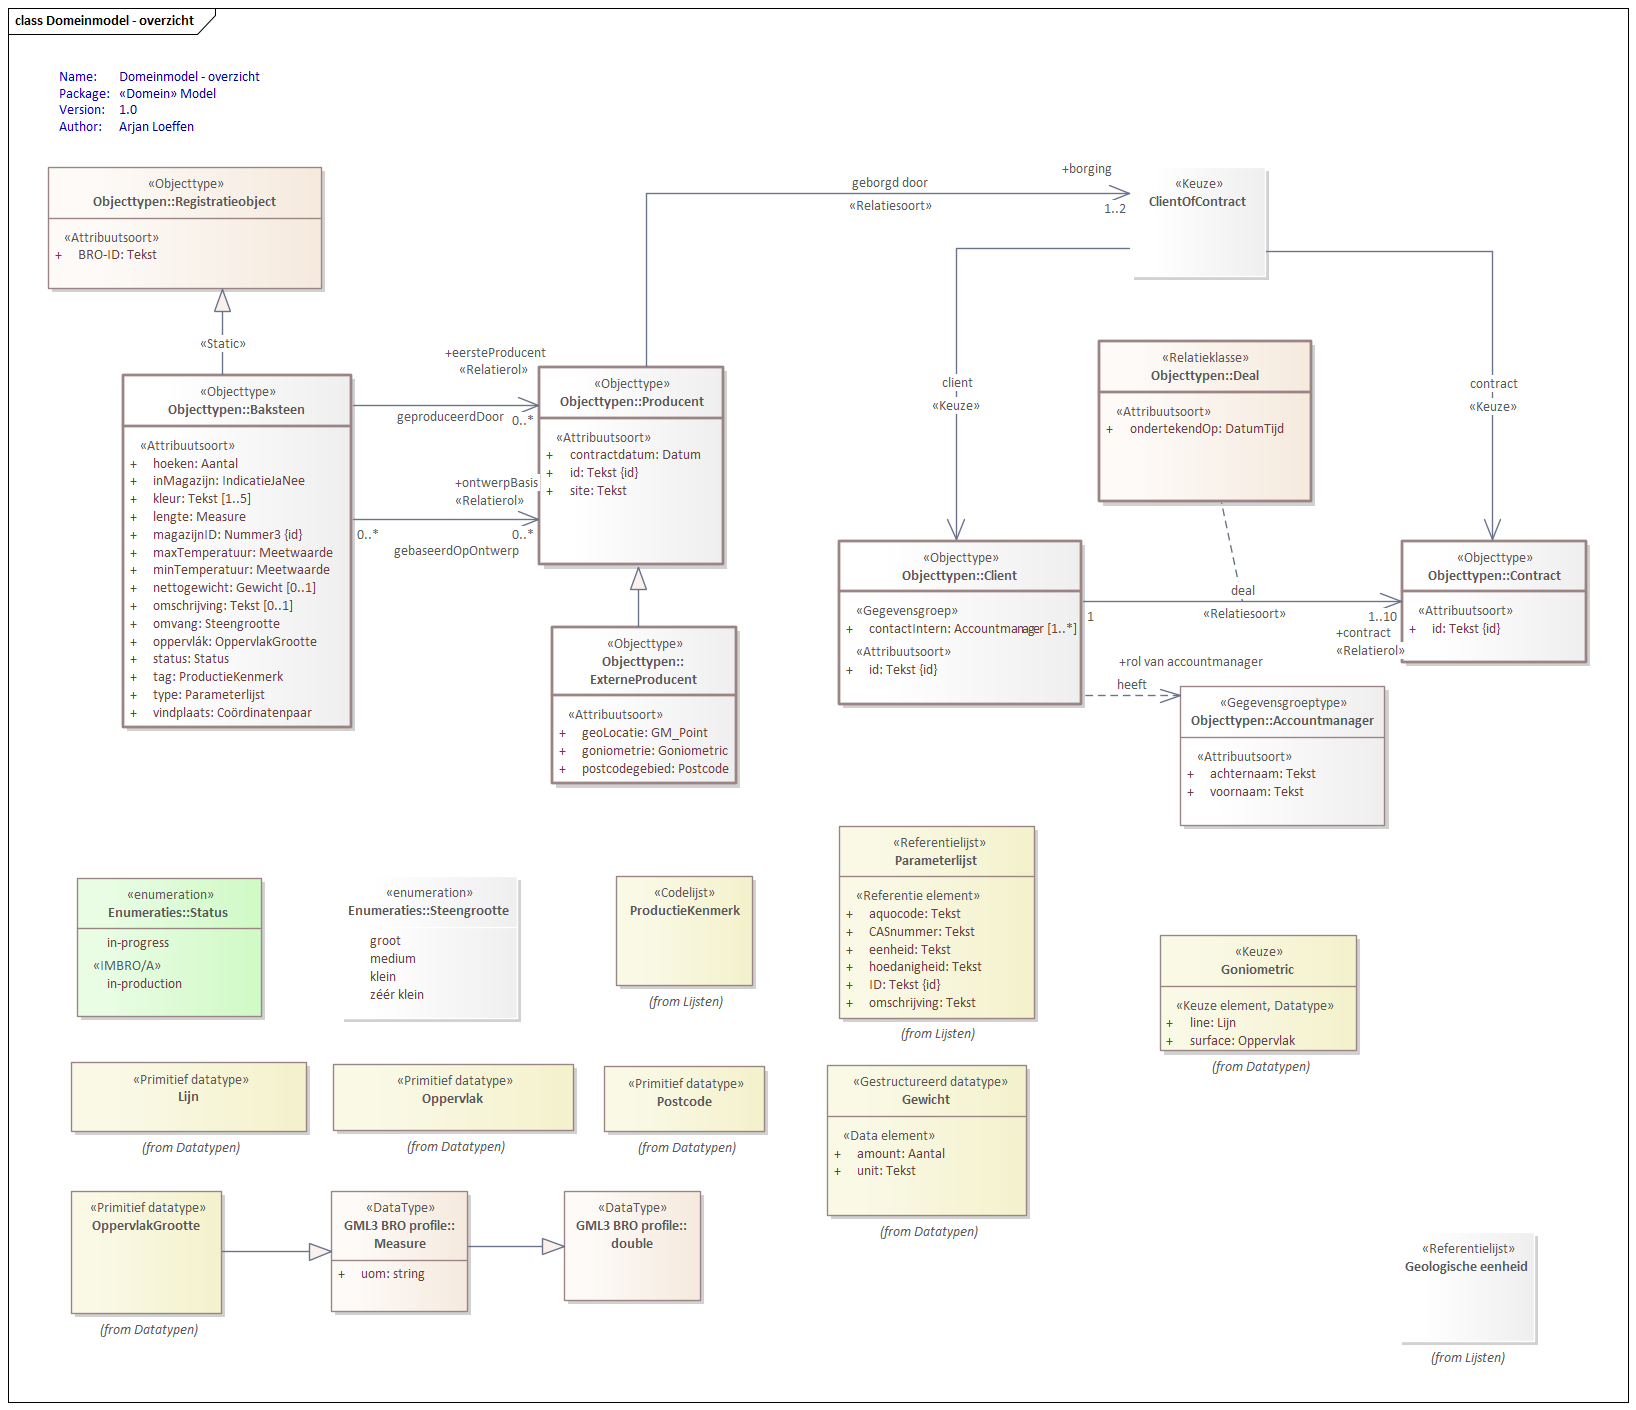 class Domeinmodel - overzicht
Name: Domeinmodel - overzicht
Package: «Domein» Model
Version: 1.0
Author: Arjan Loeffen
«Objecttype»
Objecttypen::Registratieobject
«Attribuutsoort»
+ BRO-ID: Tekst
«Static»
«Objecttype»
Objecttypen::Baksteen
«Attribuutsoort»
+ hoeken: Aantal
+ inMagazijn: IndicatieJaNee
+ kleur: Tekst [1..5]
+ lengte: Measure
+ magazijnID: Nummer3 {id}
+ maxTemperatuur: Meetwaarde
+ minTemperatuur: Meetwaarde
+ nettogewicht: Gewicht [0..1]
+ omschrijving: Tekst [0..1]
+ omvang: Steengrootte
+ oppervlák: OppervlakGrootte
+ status: Status
+ tag: ProductieKenmerk
+ type: Parameterlijst
+ vindplaats: Coördinatenpaar
+eersteProducent
«Relatierol»
geproduceerdDoor
0..*
+ontwerpBasis
«Relatierol»
0..*
0..*
gebaseerdOpOntwerp
«Objecttype»
Objecttypen::Producent
«Attribuutsoort»
+ contractdatum: Datum
+ id: Tekst {id}
+ site: Tekst
«Objecttype»
Objecttypen::
ExterneProducent
«Attribuutsoort»
+ geoLocatie: GM_Point
+ goniometrie: Goniometric
+ postcodegebied: Postcode
geborgd door
«Relatiesoort»
+borging
1..2
«Keuze»
ClientOfContract
client
«Keuze»
contract
«Keuze»
«Relatieklasse»
Objecttypen::Deal
«Attribuutsoort»
+ ondertekendOp: DatumTijd
«Objecttype»
Objecttypen::Client
«Gegevensgroep»
+ contactIntern: Accountmanager [1..*]
«Attribuutsoort»
+ id: Tekst {id}
deal
1
«Relatiesoort»
1..10
+contract
«Relatierol»
«Objecttype»
Objecttypen::Contract
«Attribuutsoort»
+ id: Tekst {id}
+rol van accountmanager
heeft
«Gegevensgroeptype»
Objecttypen::Accountmanager
«Attribuutsoort»
+ achternaam: Tekst
+ voornaam: Tekst
«enumeration»
Enumeraties::Status
in-progress
«IMBRO/A»
in-production
«enumeration»
Enumeraties::Steengrootte
groot
medium
klein
zéér klein
«Codelijst»
ProductieKenmerk
(from Lijsten)
«Referentielijst»
Parameterlijst
«Referentie element»
+ aquocode: Tekst
+ CASnummer: Tekst
+ eenheid: Tekst
+ hoedanigheid: Tekst
+ ID: Tekst {id}
+ omschrijving: Tekst
(from Lijsten)
«Keuze»
Goniometric
«Keuze element, Datatype»
+ line: Lijn
+ surface: Oppervlak
(from Datatypen)
«Primitief datatype»
Lijn
(from Datatypen)
«Primitief datatype»
Oppervlak
(from Datatypen)
«Primitief datatype»
Postcode
(from Datatypen)
«Gestructureerd datatype»
Gewicht
«Data element»
+ amount: Aantal
+ unit: Tekst
(from Datatypen)
«Primitief datatype»
OppervlakGrootte
(from Datatypen)
«DataType»
GML3 BRO profile::
Measure
+ uom: string
«DataType»
GML3 BRO profile::
double
«Referentielijst»
Geologische eenheid
(from Lijsten)